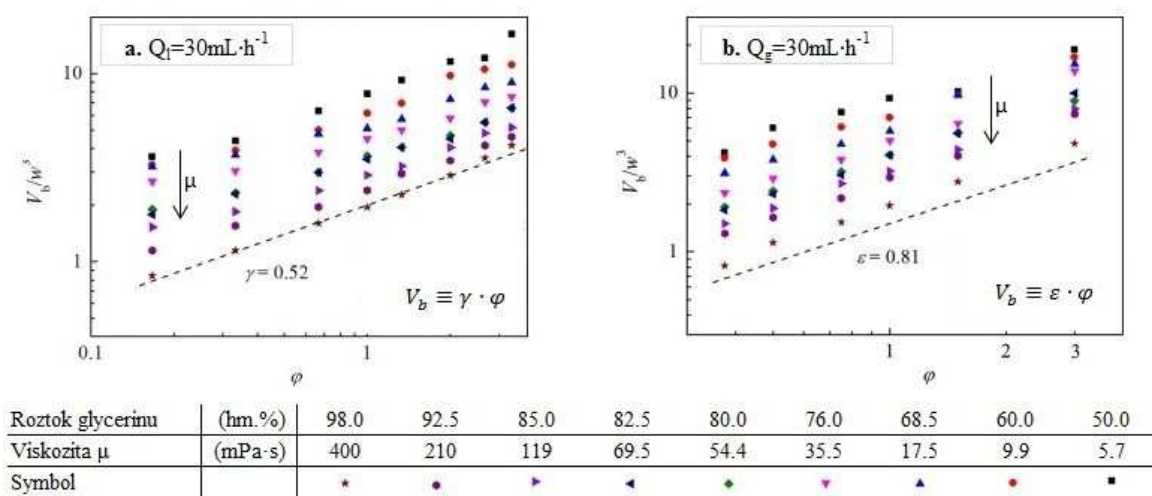 a. Q_l=30mL·h⁻¹
10
1
V_b/w³
μ
γ = 0.52
V_b ≡ γ · φ
0.1 1
φ
b. Q_g=30mL·h⁻¹
10
1
V_b/w³
μ
ε = 0.81
V_b ≡ ε · φ
1 2 3
φ
Roztok glycerinu (hm.%) 98.0 92.5 85.0 82.5 80.0 76.0 68.5 60.0 50.0
Viskozita μ (mPa·s) 400 210 119 69.5 54.4 35.5 17.5 9.9 5.7
Symbol